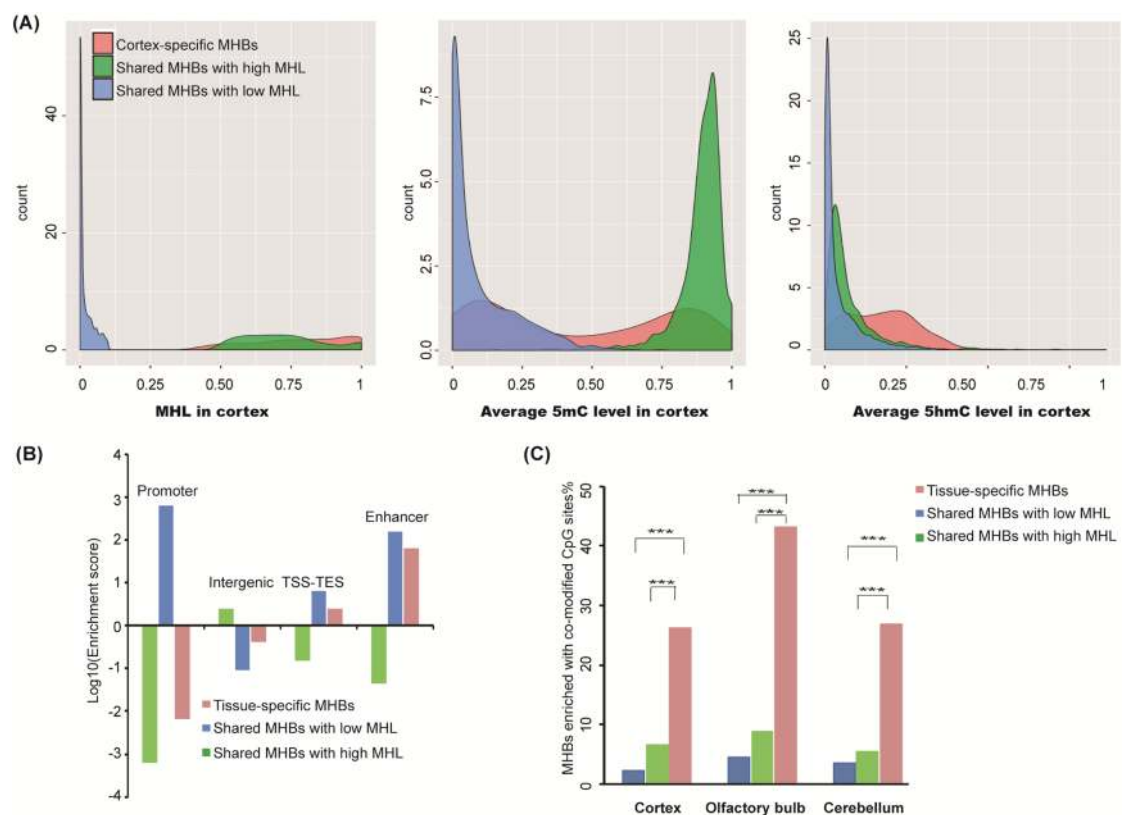 (A)
Cortex-specific MHBs
Shared MHBs with high MHL
Shared MHBs with low MHL
count
0
20
40
0
0.25
0.50
0.75
1
MHL in cortex
count
0.0
2.5
5.0
7.5
0
0.25
0.50
0.75
1
Average 5mC level in cortex
count
0
5
10
15
20
25
0
0.25
0.50
0.75
1
Average 5hmC level in cortex
(B)
Log10(Enrichment score)
4
3
2
1
0
-1
-2
-3
-4
Promoter
Intergenic
TSS-TES
Enhancer
Tissue-specific MHBs
Shared MHBs with low MHL
Shared MHBs with high MHL
(C)
MHBs enriched with co-modified CpG sites%
50
40
30
20
10
0
***
***
***
***
***
***
Cortex
Olfactory bulb
Cerebellum
Tissue-specific MHBs
Shared MHBs with low MHL
Shared MHBs with high MHL